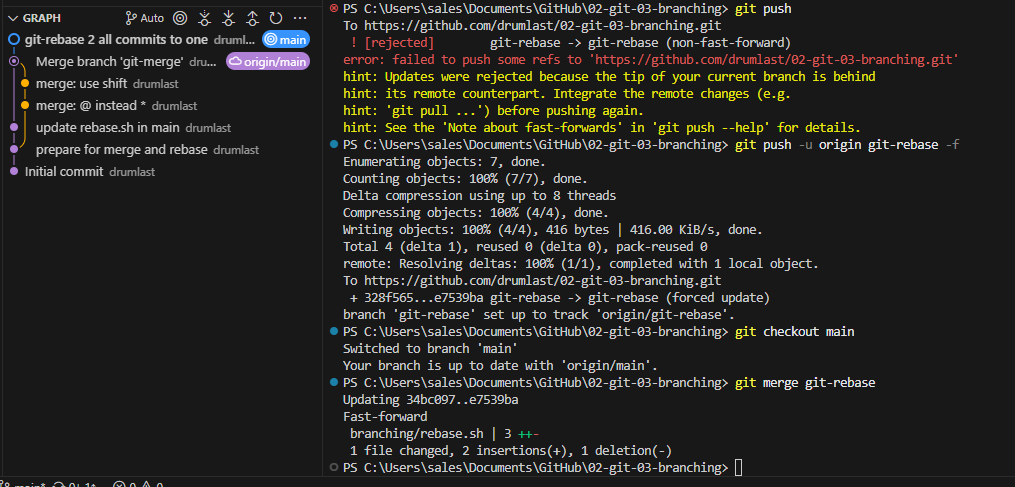 GRAPH
Auto
git-rebase 2 all commits to one druml... main
Merge branch 'git-merge' dru... origin/main
merge: use shift drumlast
merge: @ instead * drumlast
update rebase.sh in main drumlast
prepare for merge and rebase drumlast
Initial commit drumlast
PS C:\Users\sales\Documents\GitHub\02-git-03-branching> git push
To https://github.com/drumlast/02-git-03-branching.git
! [rejected] git-rebase -> git-rebase (non-fast-forward)
error: failed to push some refs to 'https://github.com/drumlast/02-git-03-branching.git'
hint: Updates were rejected because the tip of your current branch is behind
hint: its remote counterpart. Integrate the remote changes (e.g.
hint: 'git pull ...') before pushing again.
hint: See the 'Note about fast-forwards' in 'git push --help' for details.
PS C:\Users\sales\Documents\GitHub\02-git-03-branching> git push -u origin git-rebase -f
Enumerating objects: 7, done.
Counting objects: 100% (7/7), done.
Delta compression using up to 8 threads
Compressing objects: 100% (4/4), done.
Writing objects: 100% (4/4), 416 bytes | 416.00 KiB/s, done.
Total 4 (delta 1), reused 0 (delta 0), pack-reused 0
remote: Resolving deltas: 100% (1/1), completed with 1 local object.
To https://github.com/drumlast/02-git-03-branching.git
+ 328f565...e7539ba git-rebase -> git-rebase (forced update)
branch 'git-rebase' set up to track 'origin/git-rebase'.
PS C:\Users\sales\Documents\GitHub\02-git-03-branching> git checkout main
Switched to branch 'main'
Your branch is up to date with 'origin/main'.
PS C:\Users\sales\Documents\GitHub\02-git-03-branching> git merge git-rebase
Updating 34bc097..e7539ba
Fast-forward
branching/rebase.sh | 3 ++-
1 file changed, 2 insertions(+), 1 deletion(-)
PS C:\Users\sales\Documents\GitHub\02-git-03-branching>